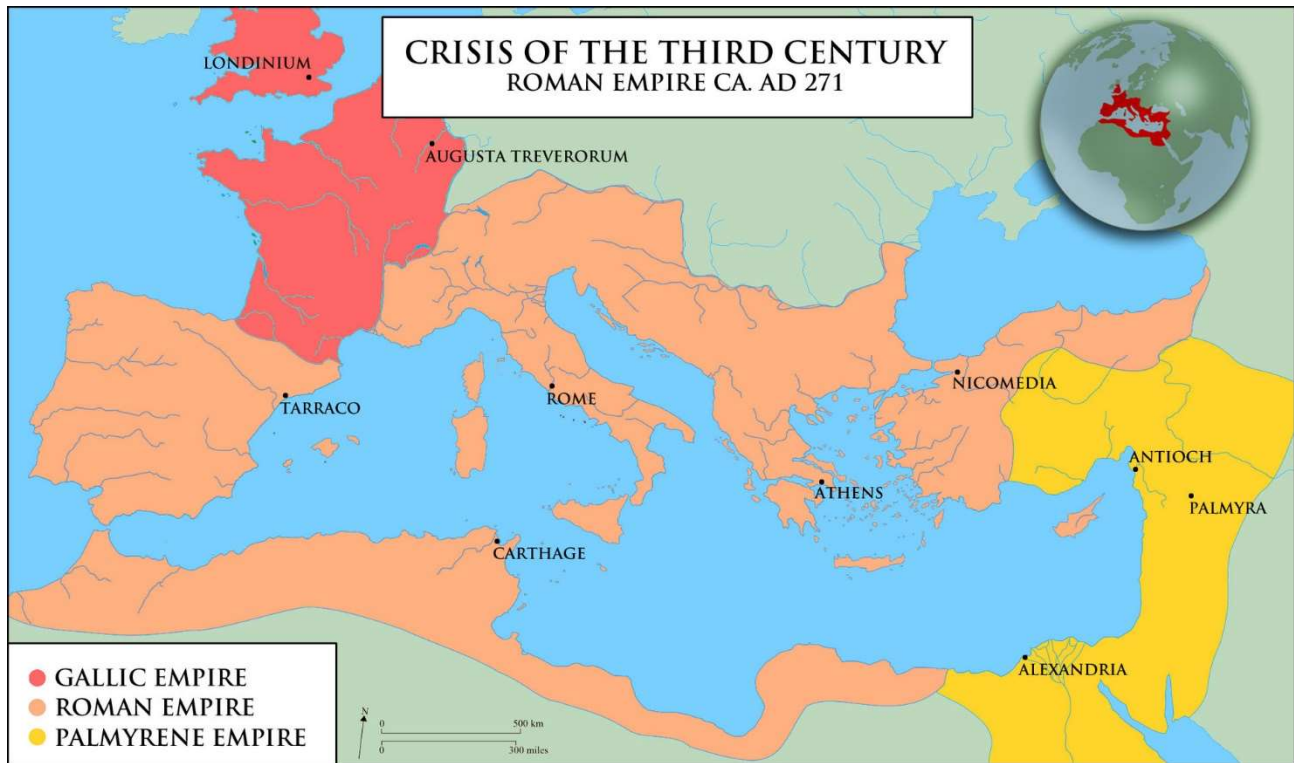 CRISIS OF THE THIRD CENTURY
ROMAN EMPIRE CA. AD 271
LONDINIUM
AUGUSTA TREVERORUM
TARRACO
ROME
NICOMEDIA
ANTIOCH
ATHENS
PALMYRA
CARTHAGE
ALEXANDRIA
GALLIC EMPIRE
ROMAN EMPIRE
PALMYRENE EMPIRE
N
0 500 km
0 300 miles